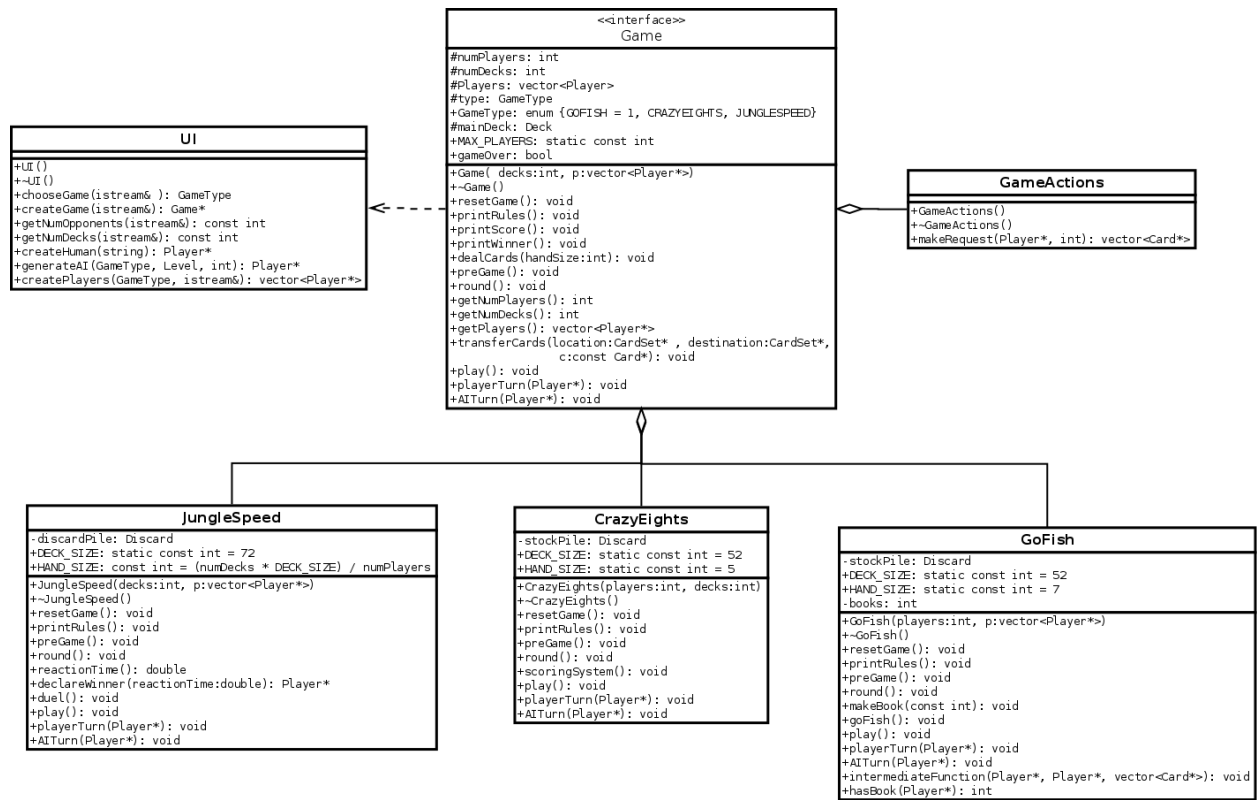 <<interface>>
Game
#numPlayers: int
#numDecks: int
#Players: vector<Player>
#type: GameType
+GameType: enum {GOFISH = 1, CRAZYEIGHTS, JUNGLESPEED}
#mainDeck: Deck
+MAX_PLAYERS: static const int
+gameOver: bool
+Game( decks:int, p:vector<Player*>)
+~Game()
+resetGame(): void
+printRules(): void
+printScore(): void
+printWinner(): void
+dealCards(handSize:int): void
+preGame(): void
+round(): void
+getNumPlayers(): int
+getNumDecks(): int
+getPlayers(): vector<Player*>
+transferCards(location:CardSet* , destination:CardSet*,
c:const Card*): void
+play(): void
+playerTurn(Player*): void
+AITurn(Player*): void
UI
+UI()
+~UI()
+chooseGame(istream& ): GameType
+createGame(istream&): Game*
+getNumOpponents(istream&): const int
+getNumDecks(istream&): const int
+createHuman(string): Player*
+generateAI(GameType, Level, int): Player*
+createPlayers(GameType, istream&): vector<Player*>
GameActions
+GameActions()
+~GameActions()
+makeRequest(Player*, int): vector<Card*>
JungleSpeed
-discardPile: Discard
+DECK_SIZE: static const int = 72
+HAND_SIZE: const int = (numDecks * DECK_SIZE) / numPlayers
+JungleSpeed(decks:int, p:vector<Player*>)
+~JungleSpeed()
+resetGame(): void
+printRules(): void
+preGame(): void
+round(): void
+reactionTime(): double
+declareWinner(reactionTime:double): Player*
+duel(): void
+play(): void
+playerTurn(Player*): void
+AITurn(Player*): void
CrazyEights
-stockPile: Discard
+DECK_SIZE: static const int = 52
+HAND_SIZE: static const int = 5
+CrazyEights(players:int, decks:int)
+~CrazyEights()
+resetGame(): void
+printRules(): void
+preGame(): void
+round(): void
+scoringSystem(): void
+play(): void
+playerTurn(Player*): void
+AITurn(Player*): void
GoFish
-stockPile: Discard
+DECK_SIZE: static const int = 52
+HAND_SIZE: static const int = 7
-books: int
+GoFish(players:int, p:vector<Player*>)
+~GoFish()
+resetGame(): void
+printRules(): void
+preGame(): void
+round(): void
+makeBook(const int): void
+goFish(): void
+play(): void
+playerTurn(Player*): void
+AITurn(Player*): void
+intermediateFunction(Player*, Player*, vector<Card*>): void
+hasBook(Player*): int